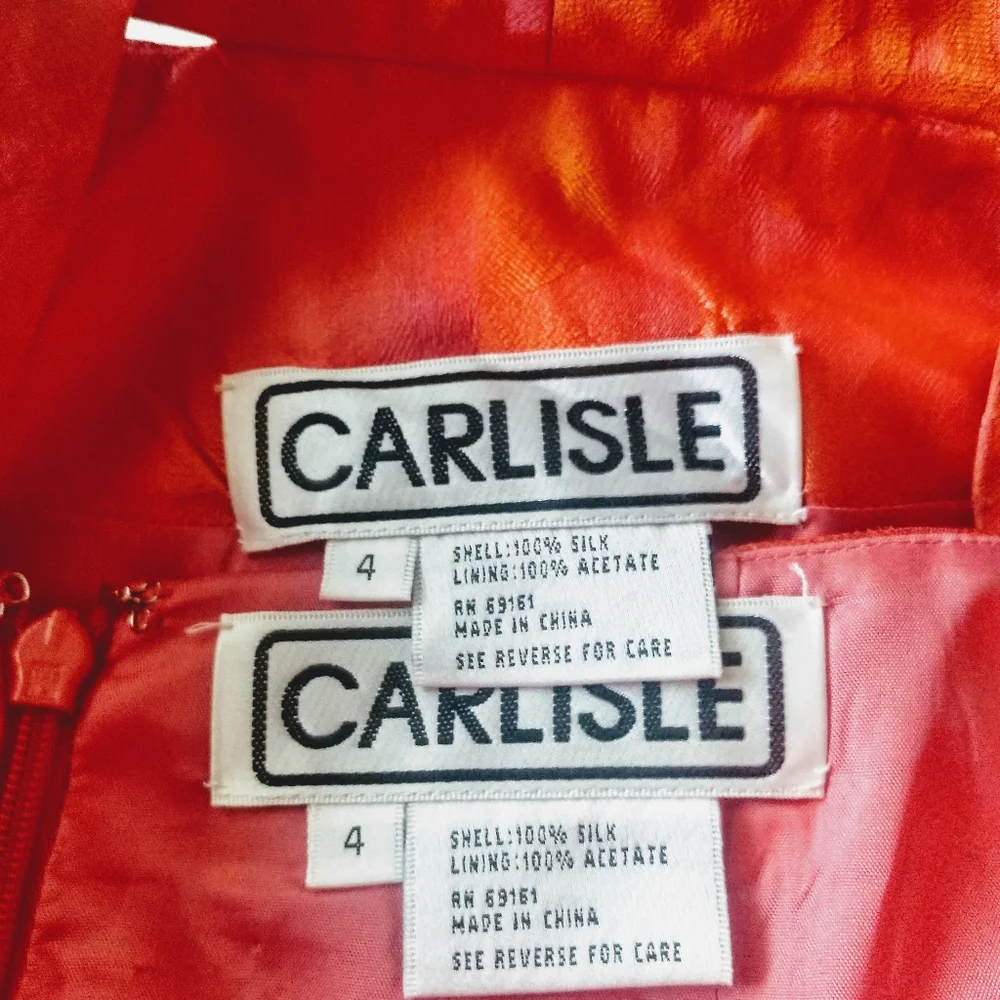 CARLISLE
4
SHELL:100% SILK
LINING:100% ACETATE
RN 69161
MADE IN CHINA
SEE REVERSE FOR CARE
CARLISLE
4
SHELL:100% SILK
LINING:100% ACETATE
RN 69161
MADE IN CHINA
SEE REVERSE FOR CARE